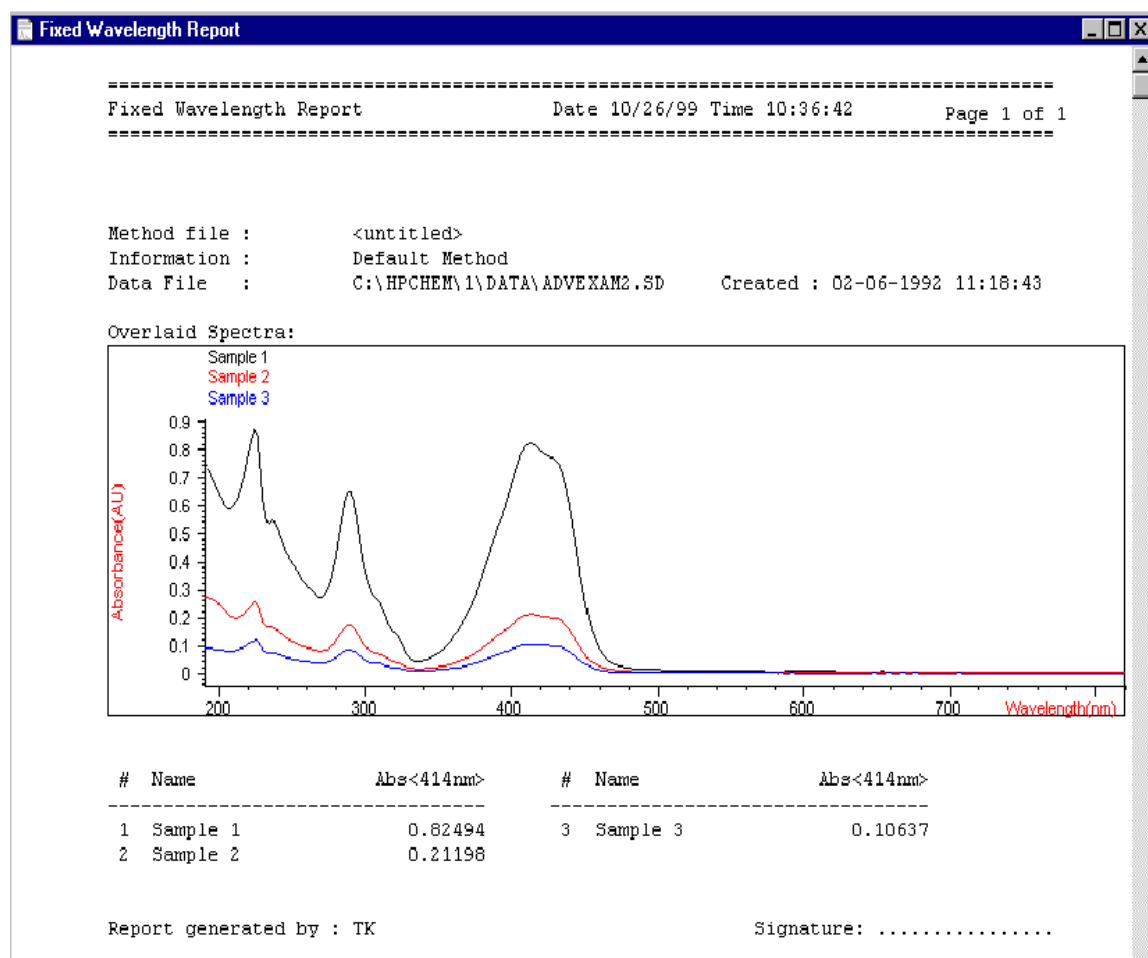 Fixed Wavelength Report
==========================================================================================
Fixed Wavelength Report Date 10/26/99 Time 10:36:42 Page 1 of 1
==========================================================================================
Method file : <untitled>
Information : Default Method
Data File : C:\HPCHEM\1\DATA\ADVEXAM2.SD Created : 02-06-1992 11:18:43
Overlaid Spectra:
Sample 1
Sample 2
Sample 3
0.9
0.8
0.7
0.6
0.5
0.4
0.3
0.2
0.1
0
Absorbance(AU)
200 300 400 500 600 700 Wavelength(nm)
# Name Abs<414nm> # Name Abs<414nm>
---------------------------------- ----------------------------------
1 Sample 1 0.82494 3 Sample 3 0.10637
2 Sample 2 0.21198
Report generated by : TK Signature: ................